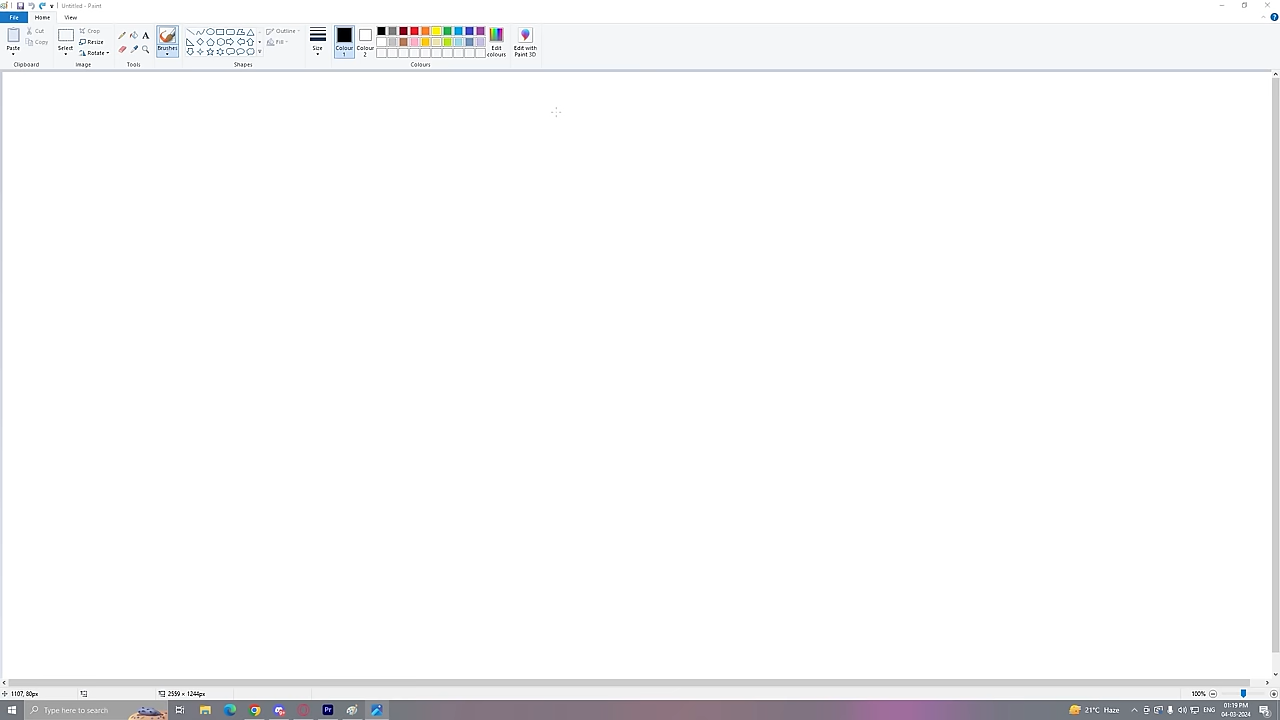 Untitled - Paint
File Home View
Paste
Cut
Copy
Clipboard
Select
Crop
Resize
Rotate
Image
A
Tools
Brushes
Outline
Fill
Shapes
Size
Colour 1
Colour 2
Edit colours
Colours
Edit with Paint 3D
1107, 80px
2559 × 1244px
100%
Type here to search
Pr
21°C Haze
ENG
01:19 PM
04-03-2024